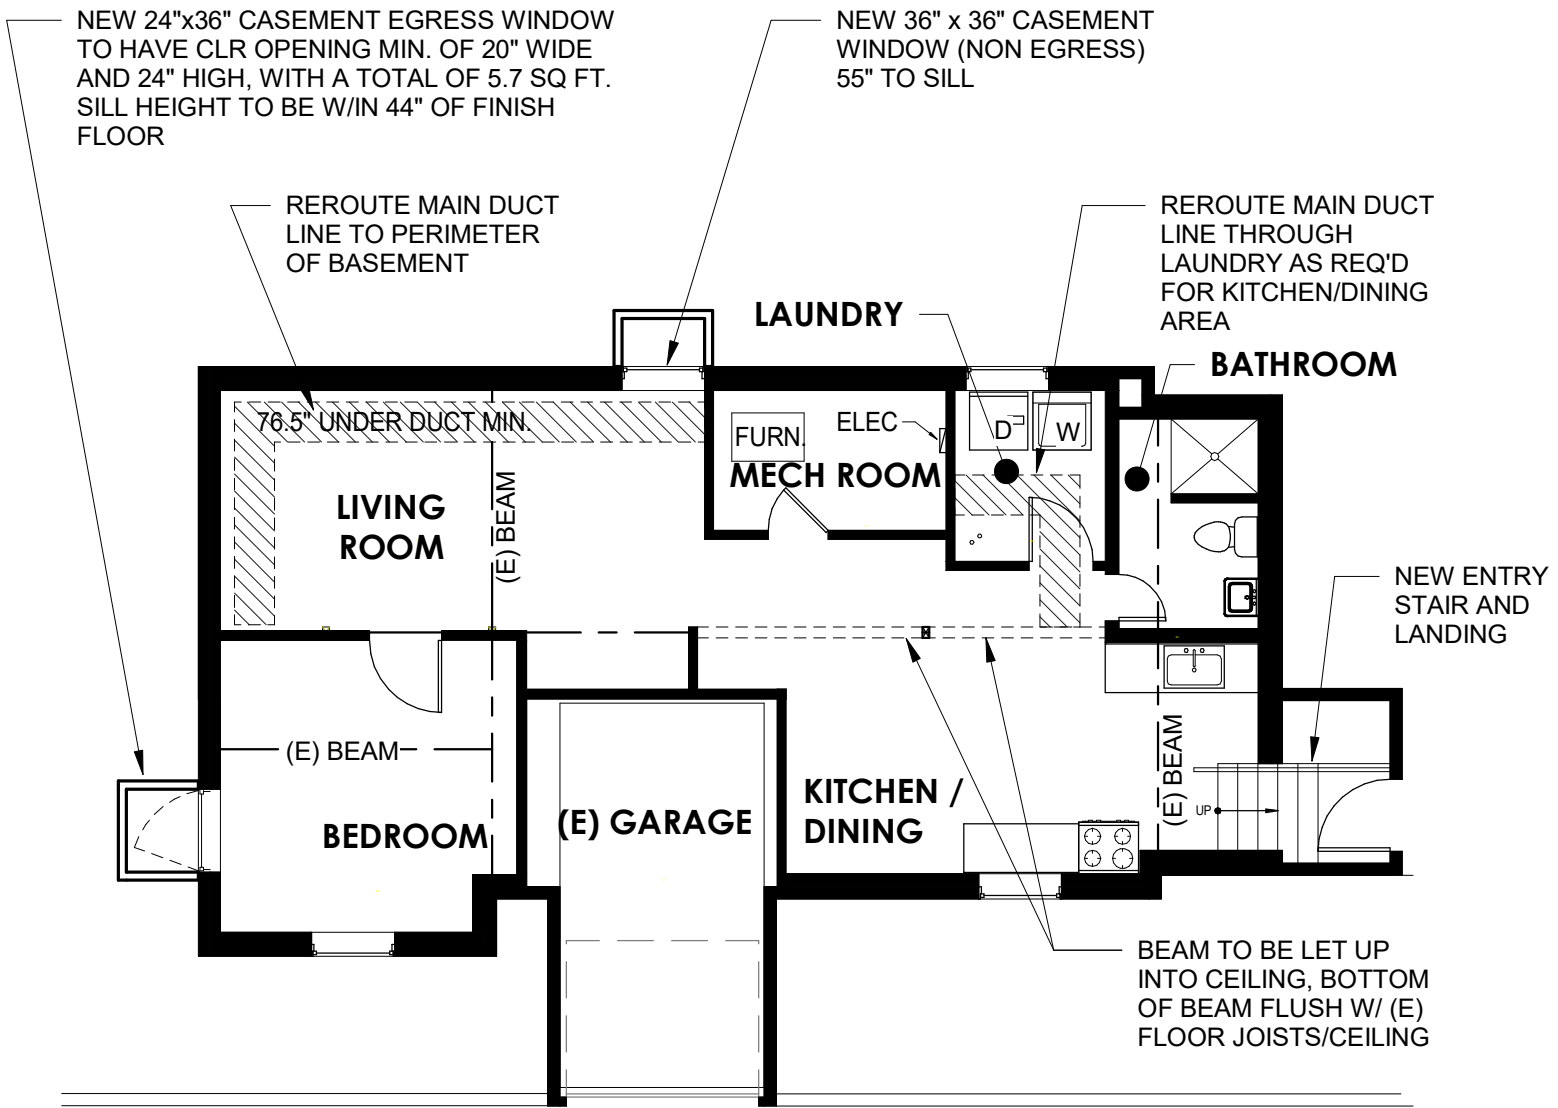 NEW 24"x36" CASEMENT EGRESS WINDOW
TO HAVE CLR OPENING MIN. OF 20" WIDE
AND 24" HIGH, WITH A TOTAL OF 5.7 SQ FT.
SILL HEIGHT TO BE W/IN 44" OF FINISH
FLOOR
NEW 36" x 36" CASEMENT
WINDOW (NON EGRESS)
55" TO SILL
REROUTE MAIN DUCT
LINE TO PERIMETER
OF BASEMENT
REROUTE MAIN DUCT
LINE THROUGH
LAUNDRY AS REQ'D
FOR KITCHEN/DINING
AREA
LAUNDRY
BATHROOM
76.5" UNDER DUCT MIN.
FURN.
ELEC
D
W
MECH ROOM
LIVING
ROOM
(E) BEAM
NEW ENTRY
STAIR AND
LANDING
(E) BEAM
BEDROOM
(E) GARAGE
KITCHEN /
DINING
(E) BEAM
UP
BEAM TO BE LET UP
INTO CEILING, BOTTOM
OF BEAM FLUSH W/ (E)
FLOOR JOISTS/CEILING